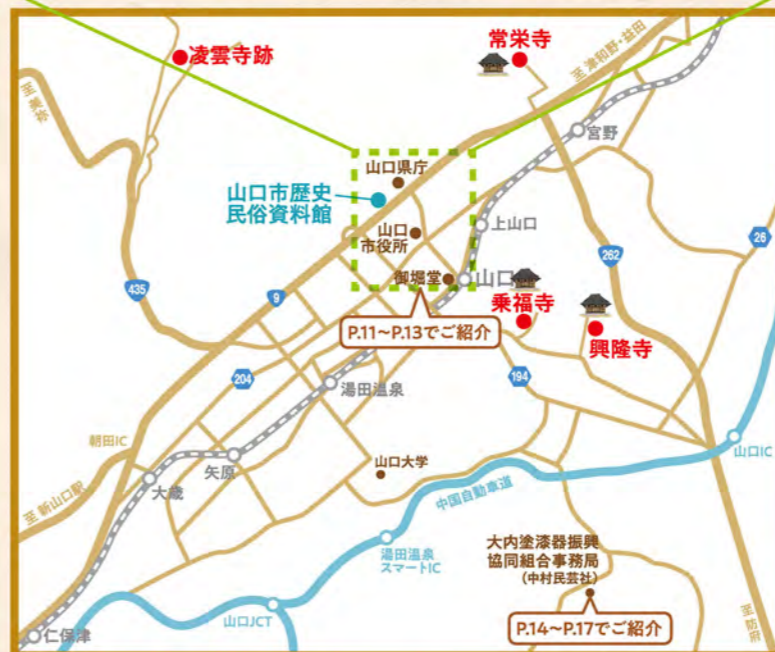 凌雲寺跡
常栄寺
至 津和野・益田
至 美祢
宮野
山口県庁
山口市歴史
民俗資料館
山口
市役所
上山口
26
262
435
9
御堀堂
山口
乗福寺
興隆寺
P.11〜P.13でご紹介
204
194
湯田温泉
朝田IC
矢原
山口大学
山口IC
大歳
至 新山口駅
中国自動車道
湯田温泉
スマートIC
大内塗漆器振興
協同組合事務局
(中村民芸社)
山口JCT
至 防府
P.14〜P.17でご紹介
仁保津